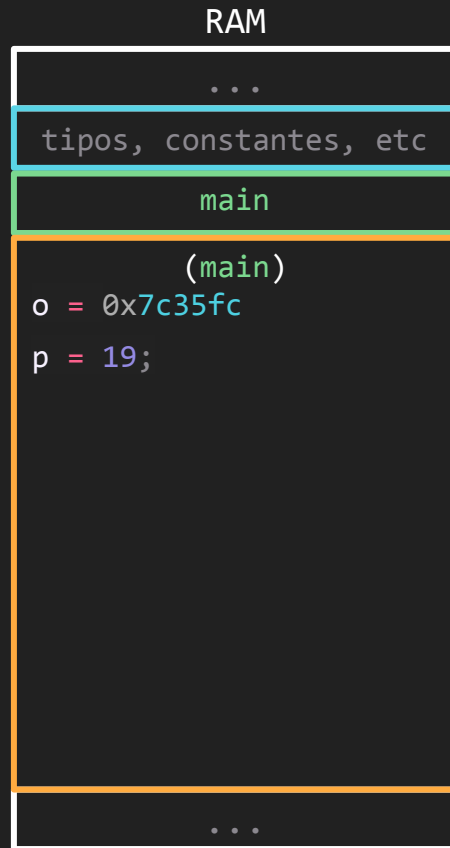 RAM
...
tipos, constantes, etc
main
(main)
o = 0x7c35fc
p = 19;
...